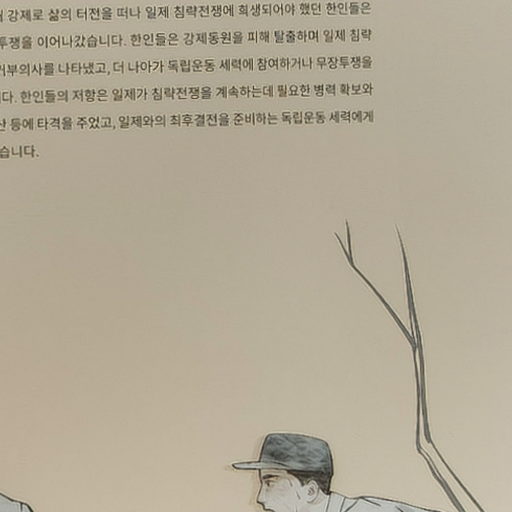 강제로 삶의 터전을 떠나 일제 침략전쟁에 희생되어야 했던 한인들은
투쟁을 이어나갔습니다. 한인들은 강제동원을 피해 탈출하며 일제 침략
거부의사를 나타냈고, 더 나아가 독립운동 세력에 참여하거나 무장투쟁을
다. 한인들의 저항은 일제가 침략전쟁을 계속하는데 필요한 병력 확보와
등에 타격을 주었고, 일제와의 최후결전을 준비하는 독립운동 세력에게
습니다.